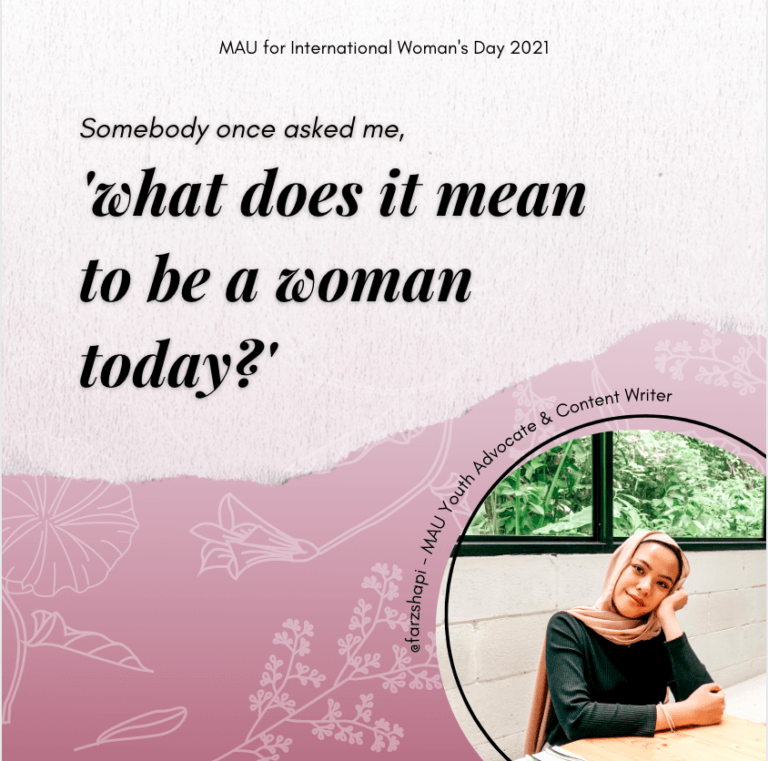 MAU for International Woman's Day 2021
Somebody once asked me,
'what does it mean
to be a woman
today?'
@farzshapi - MAU Youth Advocate & Content Writer